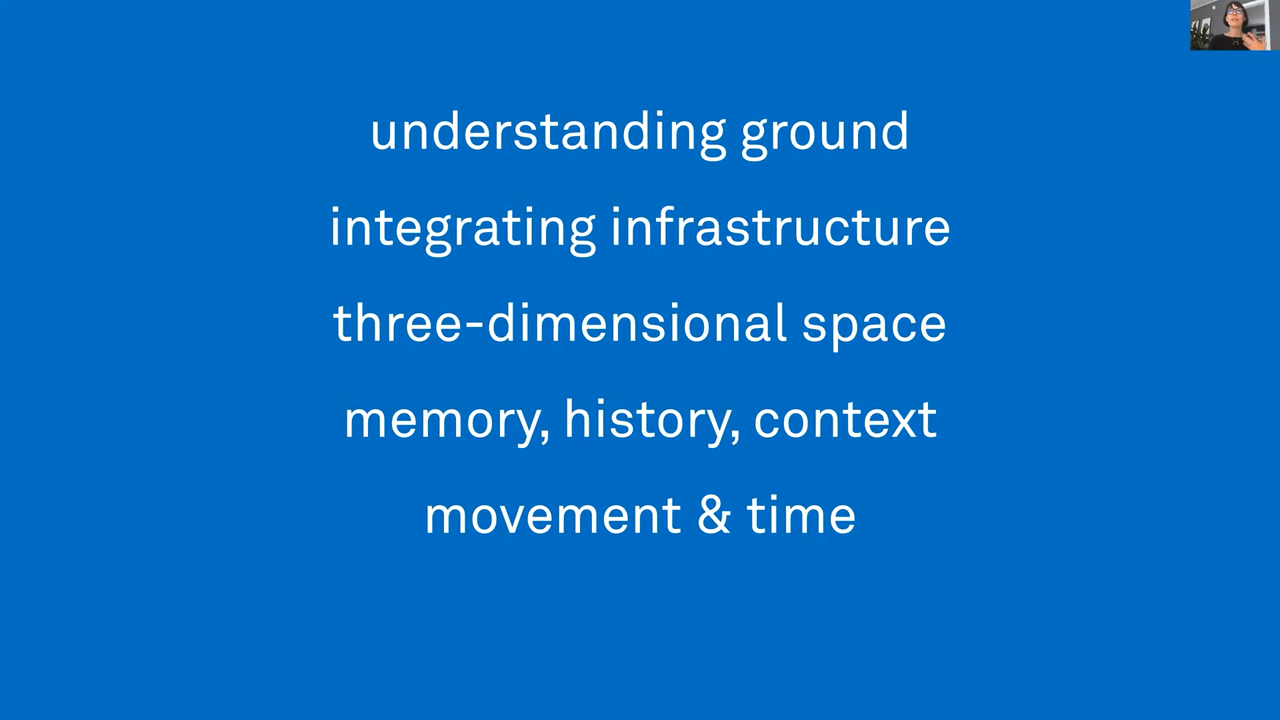 understanding ground
integrating infrastructure
three-dimensional space
memory, history, context
movement & time